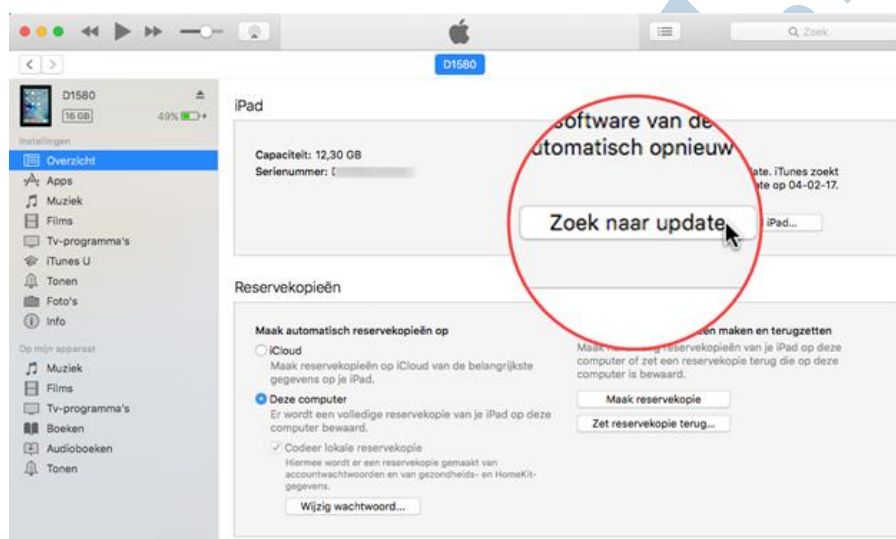 Zoek
D1580
D1580
16 GB
49%
iPad
Instellingen
Overzicht
Apps
Muziek
Films
Tv-programma's
iTunes U
Tonen
Foto's
Info
Op mijn apparaat
Muziek
Films
Tv-programma's
Boeken
Audioboeken
Tonen
Capaciteit: 12,30 GB
Serienummer:
software van de
utomatisch opnieuw
ate. iTunes zoekt
ate op 04-02-17.
Zoek naar update
iPad...
Reservekopieën
Maak automatisch reservekopieën op
iCloud
Maak reservekopieën op iCloud van de belangrijkste
gegevens op je iPad.
Deze computer
Er wordt een volledige reservekopie van je iPad op deze
computer bewaard.
Codeer lokale reservekopie
Hiermee wordt er een reservekopie gemaakt van
accountwachtwoorden en van gezondheids- en HomeKit-
gegevens.
Wijzig wachtwoord...
en maken en terugzetten
Maak reservekopieën van je iPad op deze
computer of zet een reservekopie terug die op deze
computer is bewaard.
Maak reservekopie
Zet reservekopie terug...